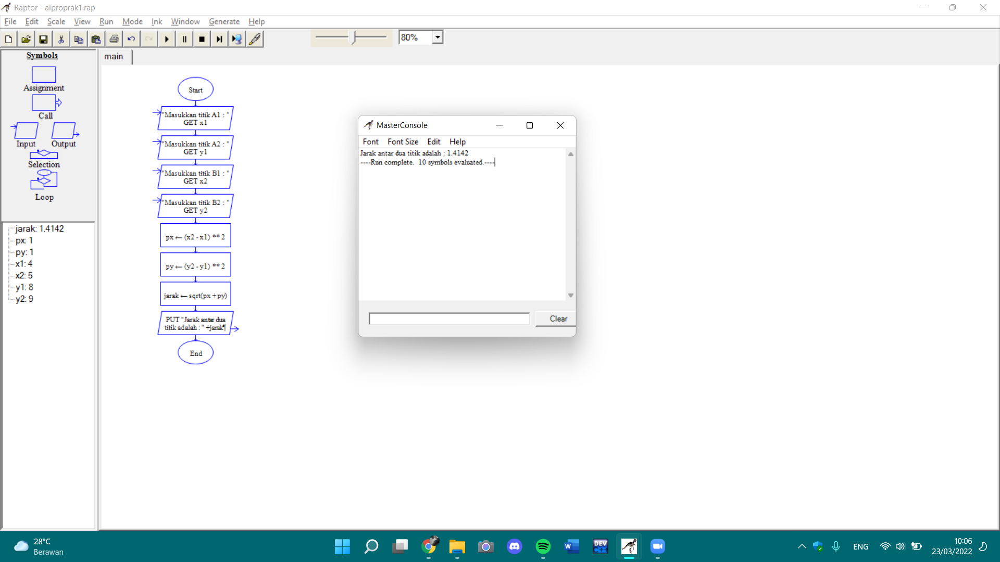 Raptor - alproprak1.rap
File Edit Scale View Run Mode Ink Window Generate Help
80%
Symbols
Assignment
Call
Input Output
Selection
Loop
main
Start
"Masukkan titik A1 : "
GET x1
"Masukkan titik A2 : "
GET y1
"Masukkan titik B1 : "
GET x2
"Masukkan titik B2 : "
GET y2
px ← (x2 - x1) ** 2
py ← (y2 - y1) ** 2
jarak ← sqrt(px + py)
PUT "Jarak antar dua
titik adalah : " +jarak¶
End
jarak: 1.4142
px: 1
py: 1
x1: 4
x2: 5
y1: 8
y2: 9
MasterConsole
Font Font Size Edit Help
Jarak antar dua titik adalah : 1.4142
----Run complete.  10 symbols evaluated.----
Clear
28°C
Berawan
W
DEV
C++
ENG
10:06
23/03/2022